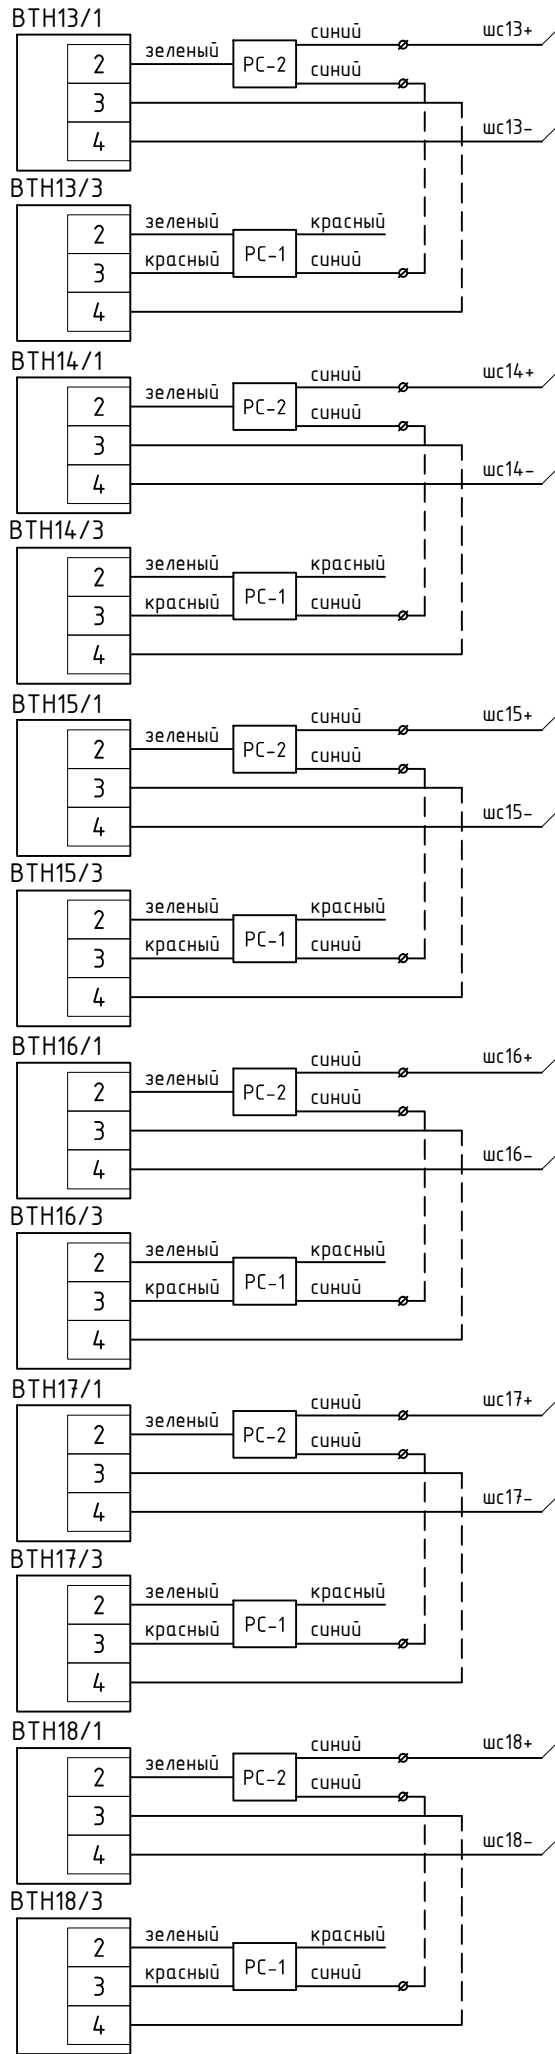 ВТН13/1
синий шс13+
2 зеленый РС-2
синий
3
4 шс13-
ВТН13/3
2 зеленый красный
РС-1
3 красный синий
4
ВТН14/1
синий шс14+
2 зеленый РС-2
синий
3
4 шс14-
ВТН14/3
2 зеленый красный
РС-1
3 красный синий
4
ВТН15/1
синий шс15+
2 зеленый РС-2
синий
3
4 шс15-
ВТН15/3
2 зеленый красный
РС-1
3 красный синий
4
ВТН16/1
синий шс16+
2 зеленый РС-2
синий
3
4 шс16-
ВТН16/3
2 зеленый красный
РС-1
3 красный синий
4
ВТН17/1
синий шс17+
2 зеленый РС-2
синий
3
4 шс17-
ВТН17/3
2 зеленый красный
РС-1
3 красный синий
4
ВТН18/1
синий шс18+
2 зеленый РС-2
синий
3
4 шс18-
ВТН18/3
2 зеленый красный
РС-1
3 красный синий
4